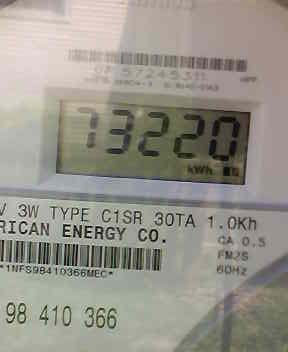 73220
kWh
V 3W TYPE C1SR 30TA 1.0Kh
RICAN ENERGY CO.
CA 0.5
FM2S
60Hz
*1NFS98410366MEC*
98 410 366